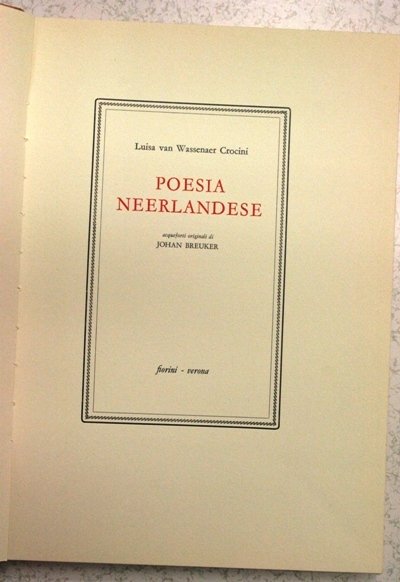 Luisa van Wassenaer Crocini
POESIA
NEERLANDESE
acqueforti originali di
JOHAN BREUKER
fiorini - verona